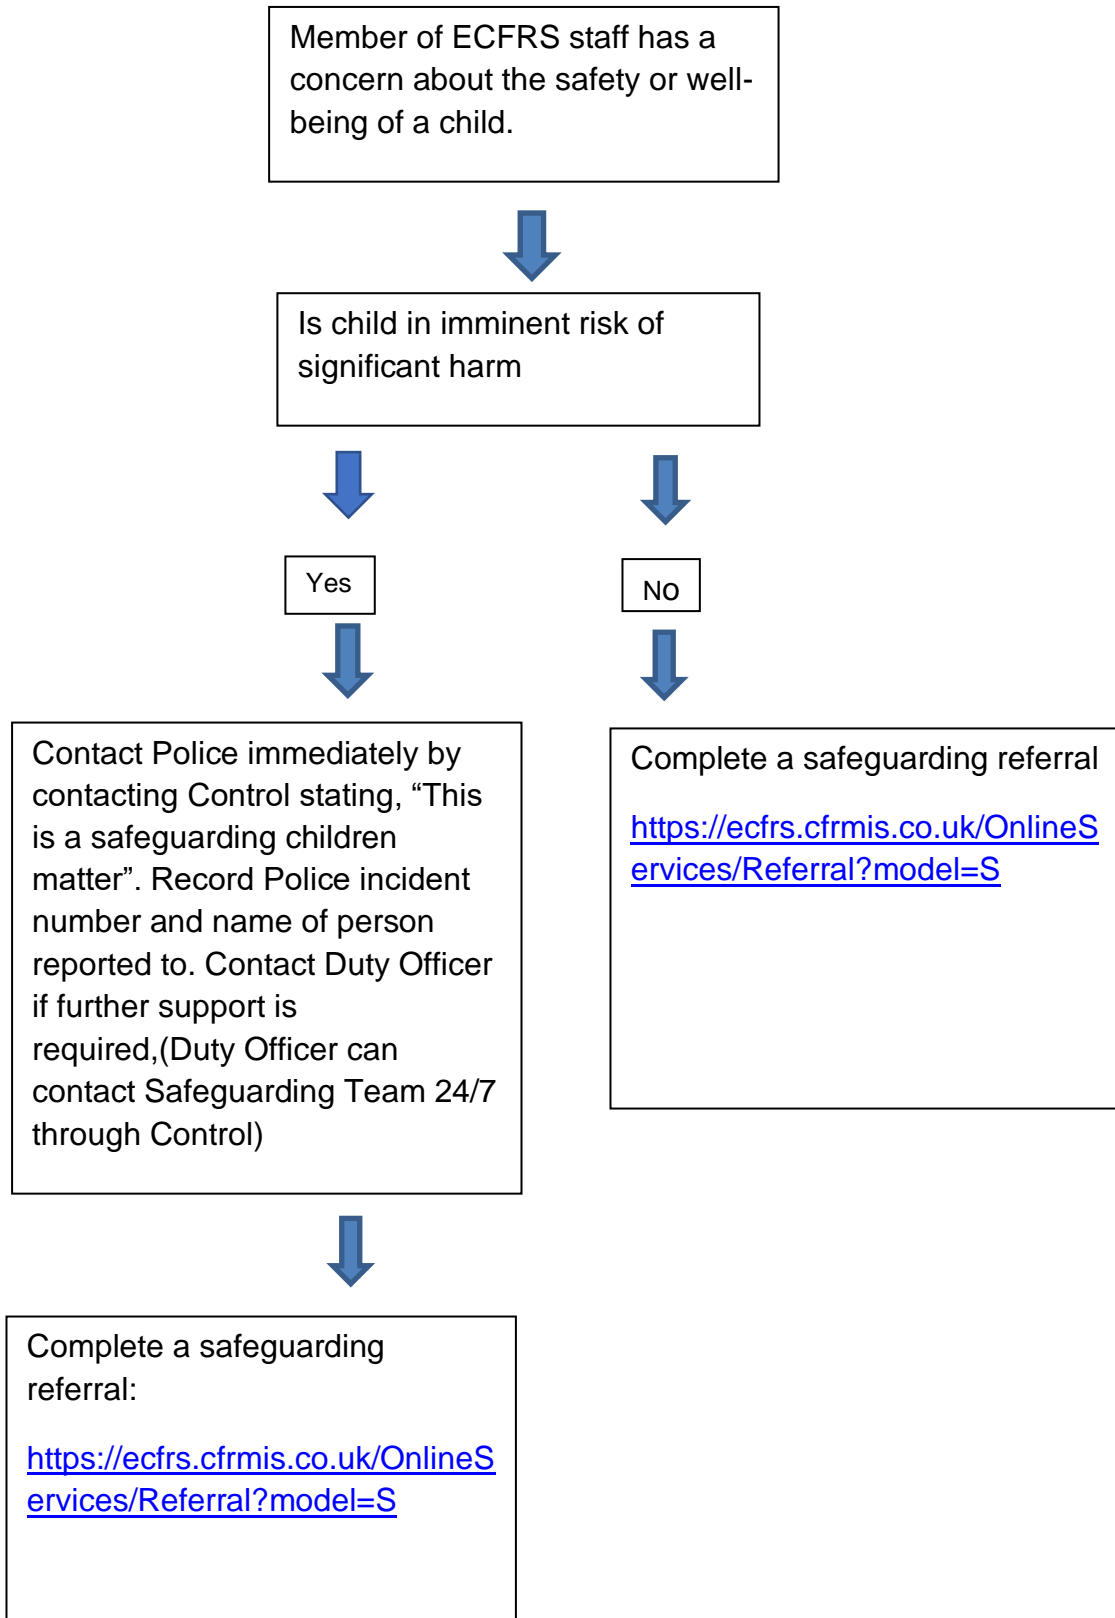 Member of ECFRS staff has a
concern about the safety or well-
being of a child.
Is child in imminent risk of
significant harm
Yes
No
Contact Police immediately by
contacting Control stating, “This
is a safeguarding children
matter”. Record Police incident
number and name of person
reported to. Contact Duty Officer
if further support is
required,(Duty Officer can
contact Safeguarding Team 24/7
through Control)
Complete a safeguarding referral
https://ecfrs.cfrmis.co.uk/OnlineS
ervices/Referral?model=S
Complete a safeguarding
referral:
https://ecfrs.cfrmis.co.uk/OnlineS
ervices/Referral?model=S